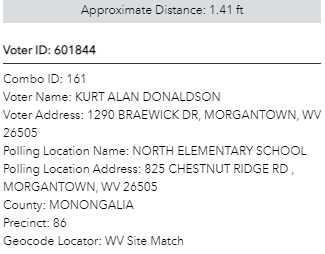 Approximate Distance: 1.41 ft
Voter ID: 601844
Combo ID: 161
Voter Name: KURT ALAN DONALDSON
Voter Address: 1290 BRAEWICK DR, MORGANTOWN, WV
26505
Polling Location Name: NORTH ELEMENTARY SCHOOL
Polling Location Address: 825 CHESTNUT RIDGE RD ,
MORGANTOWN, WV 26505
County: MONONGALIA
Precinct: 86
Geocode Locator: WV Site Match